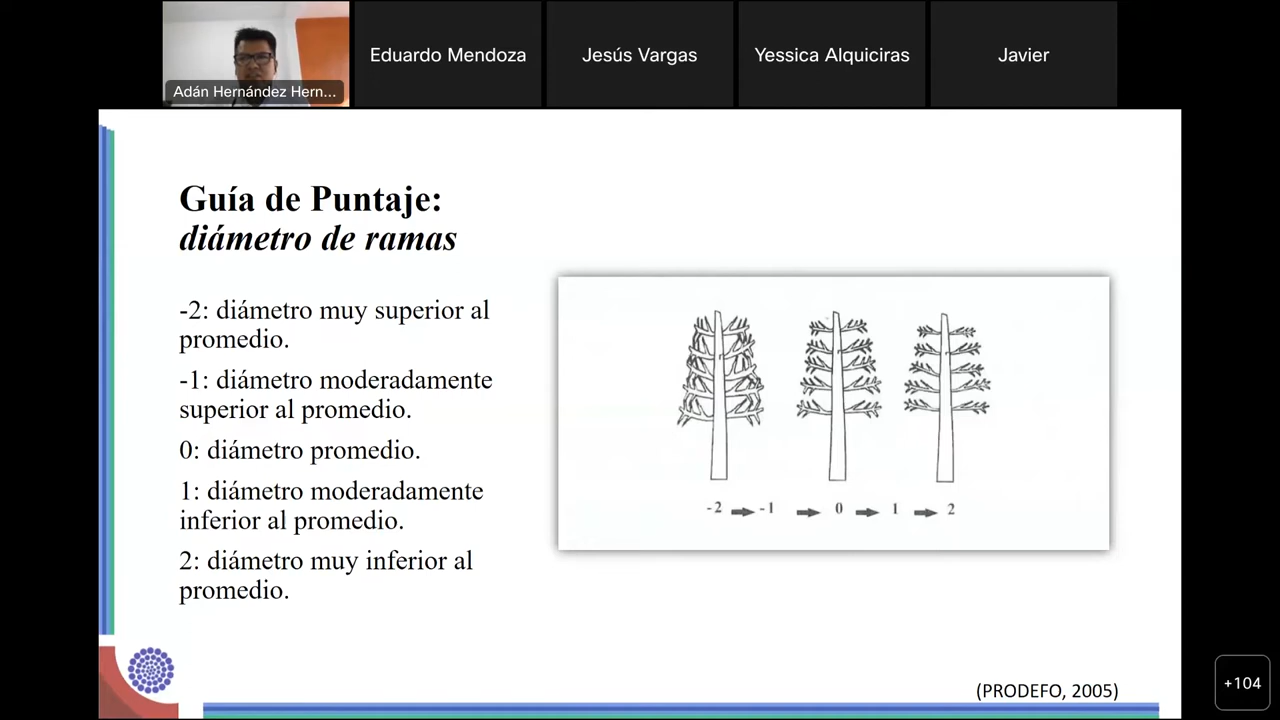 Adán Hernández Hern...
Eduardo Mendoza
Jesús Vargas
Yessica Alquiciras
Javier
Guía de Puntaje:
diámetro de ramas
-2: diámetro muy superior al
promedio.
-1: diámetro moderadamente
superior al promedio.
0: diámetro promedio.
1: diámetro moderadamente
inferior al promedio.
2: diámetro muy inferior al
promedio.
-2 -1 0 1 2
(PRODEFO, 2005)
+104